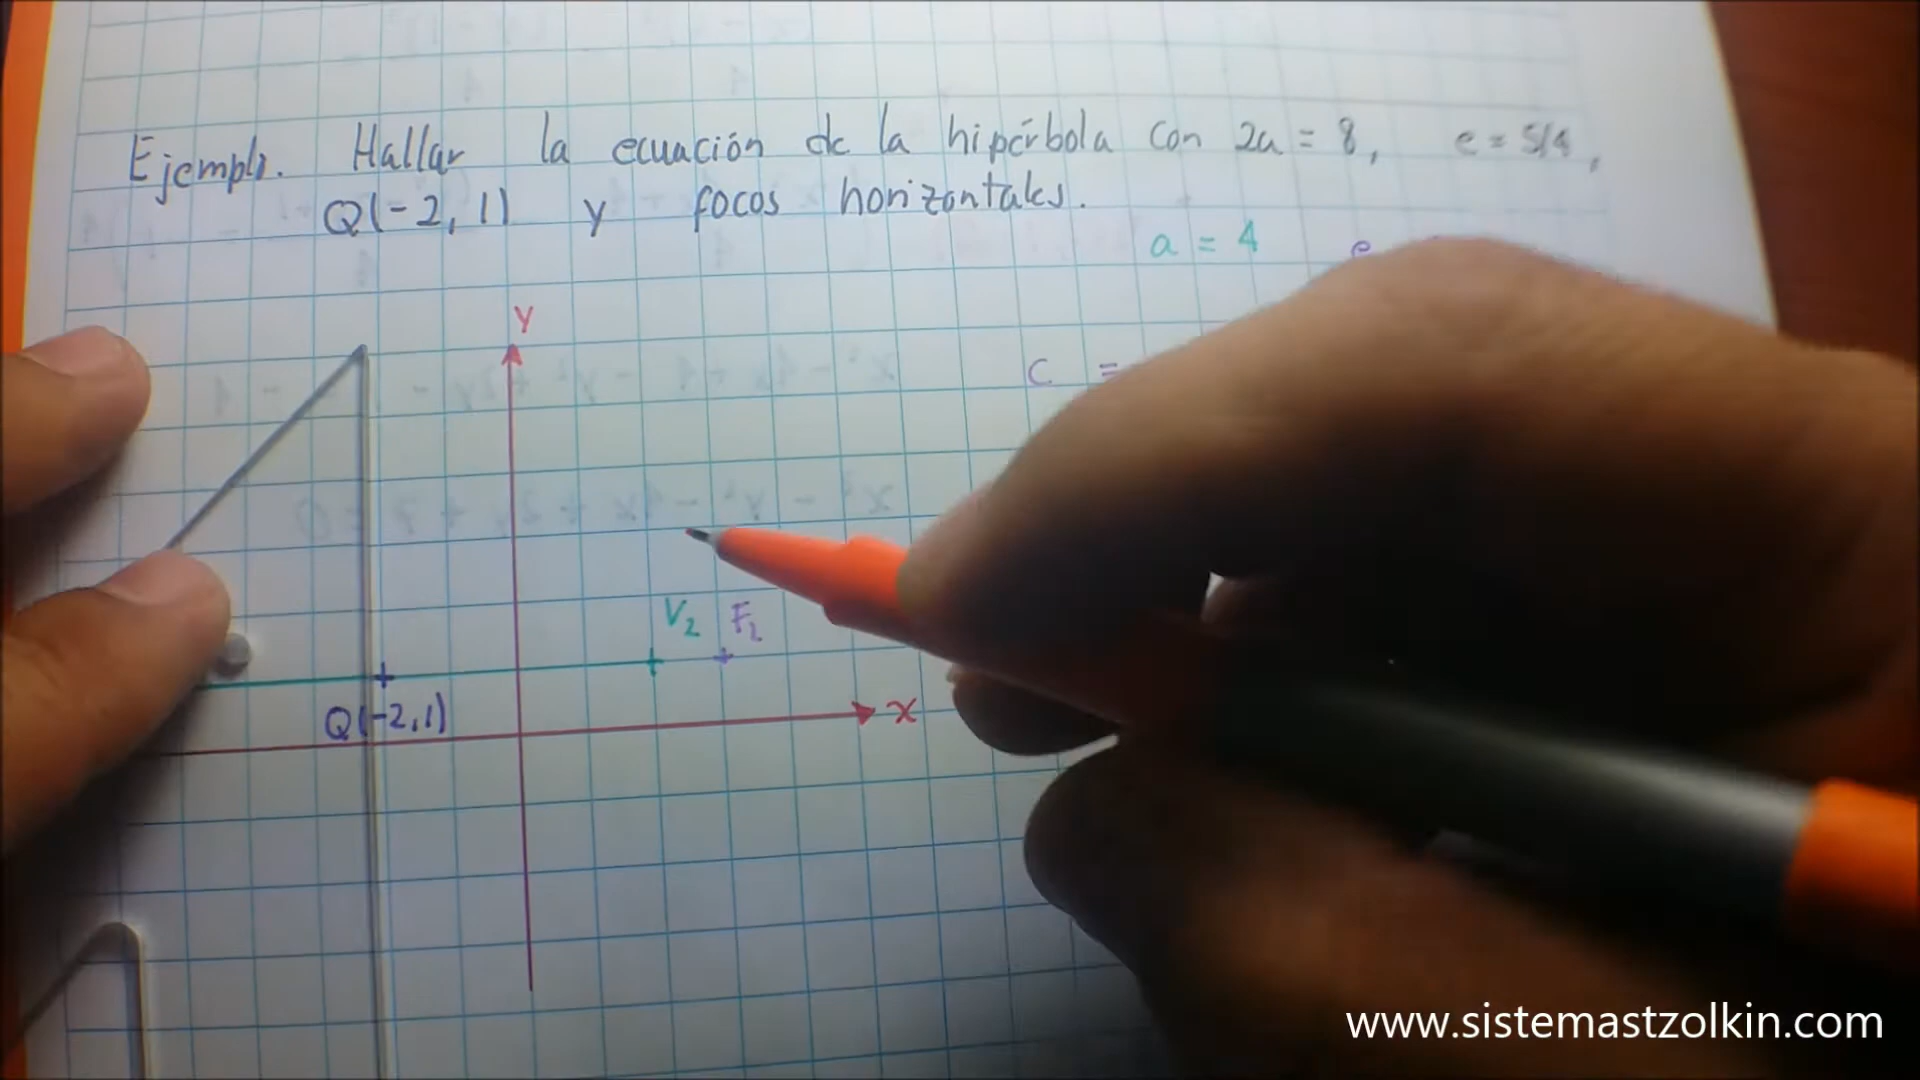 Ejemplo. Hallar la ecuación de la hipérbola con 2a = 8, e = 5/4,
Q(-2, 1) y focos horizontales.
a = 4 e
Y
C =
V2 F2
Q(-2,1)
X
www.sistemastzolkin.com